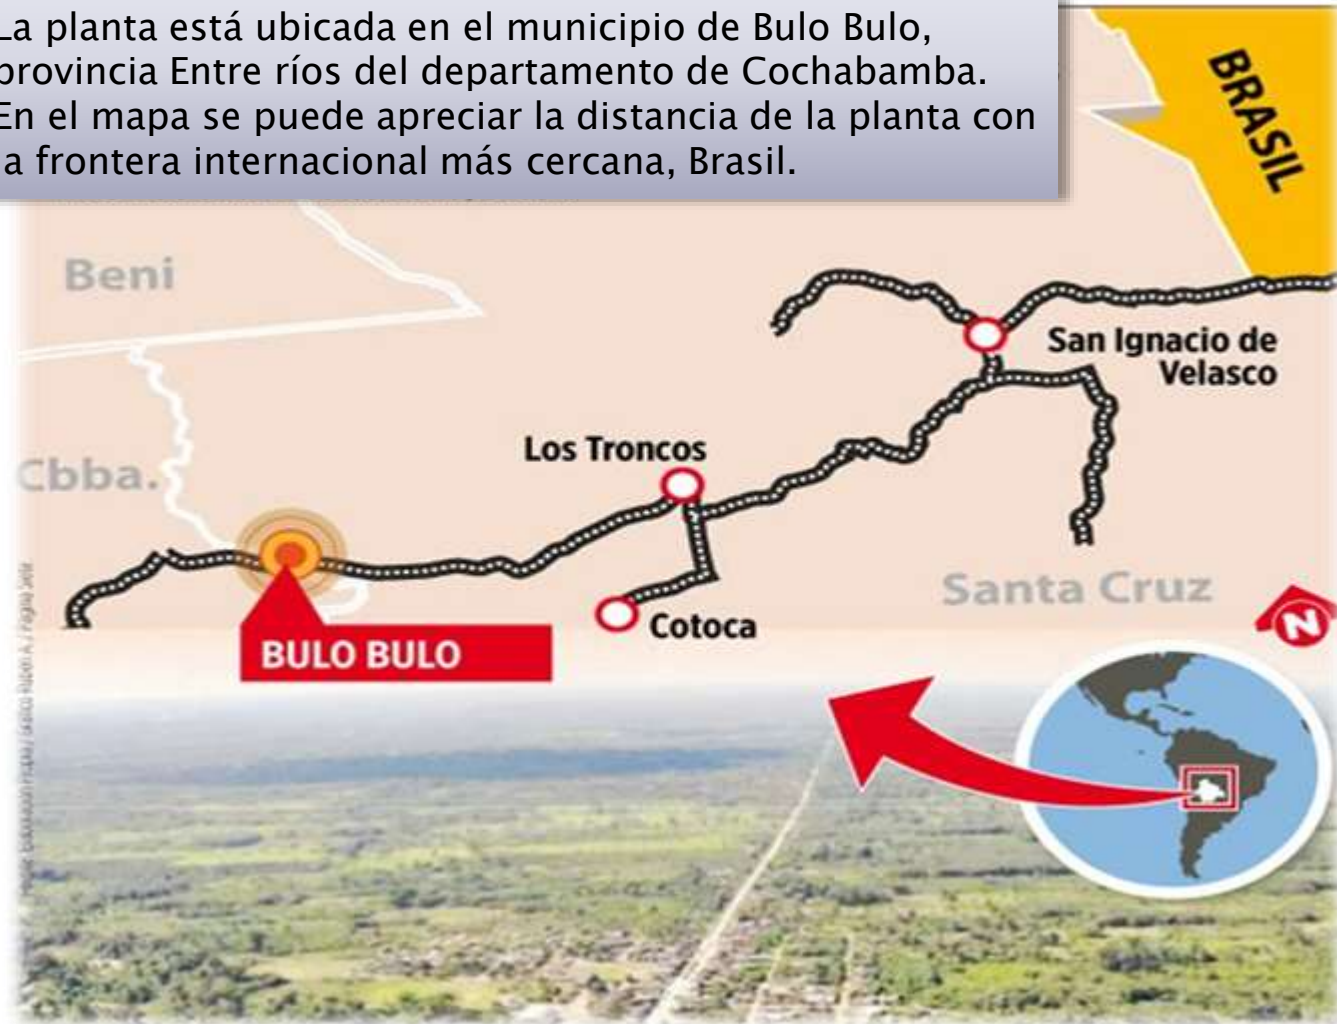 La planta está ubicada en el municipio de Bulo Bulo,
provincia Entre ríos del departamento de Cochabamba.
En el mapa se puede apreciar la distancia de la planta con
la frontera internacional más cercana, Brasil.
BRASIL
Beni
San Ignacio de
Velasco
Los Troncos
Cbba.
Santa Cruz
Cotoca
N
BULO BULO